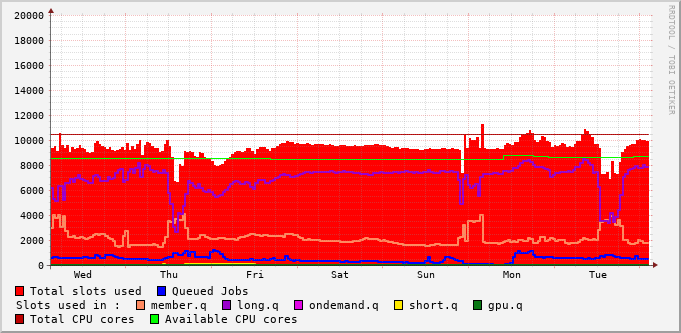 RRDTOOL / TOBI OETIKER
20000
18000
16000
14000
12000
10000
8000
6000
4000
2000
0
Wed Thu Fri Sat Sun Mon Tue
Total slots used Queued Jobs
Slots used in : member.q long.q ondemand.q short.q gpu.q
Total CPU cores Available CPU cores